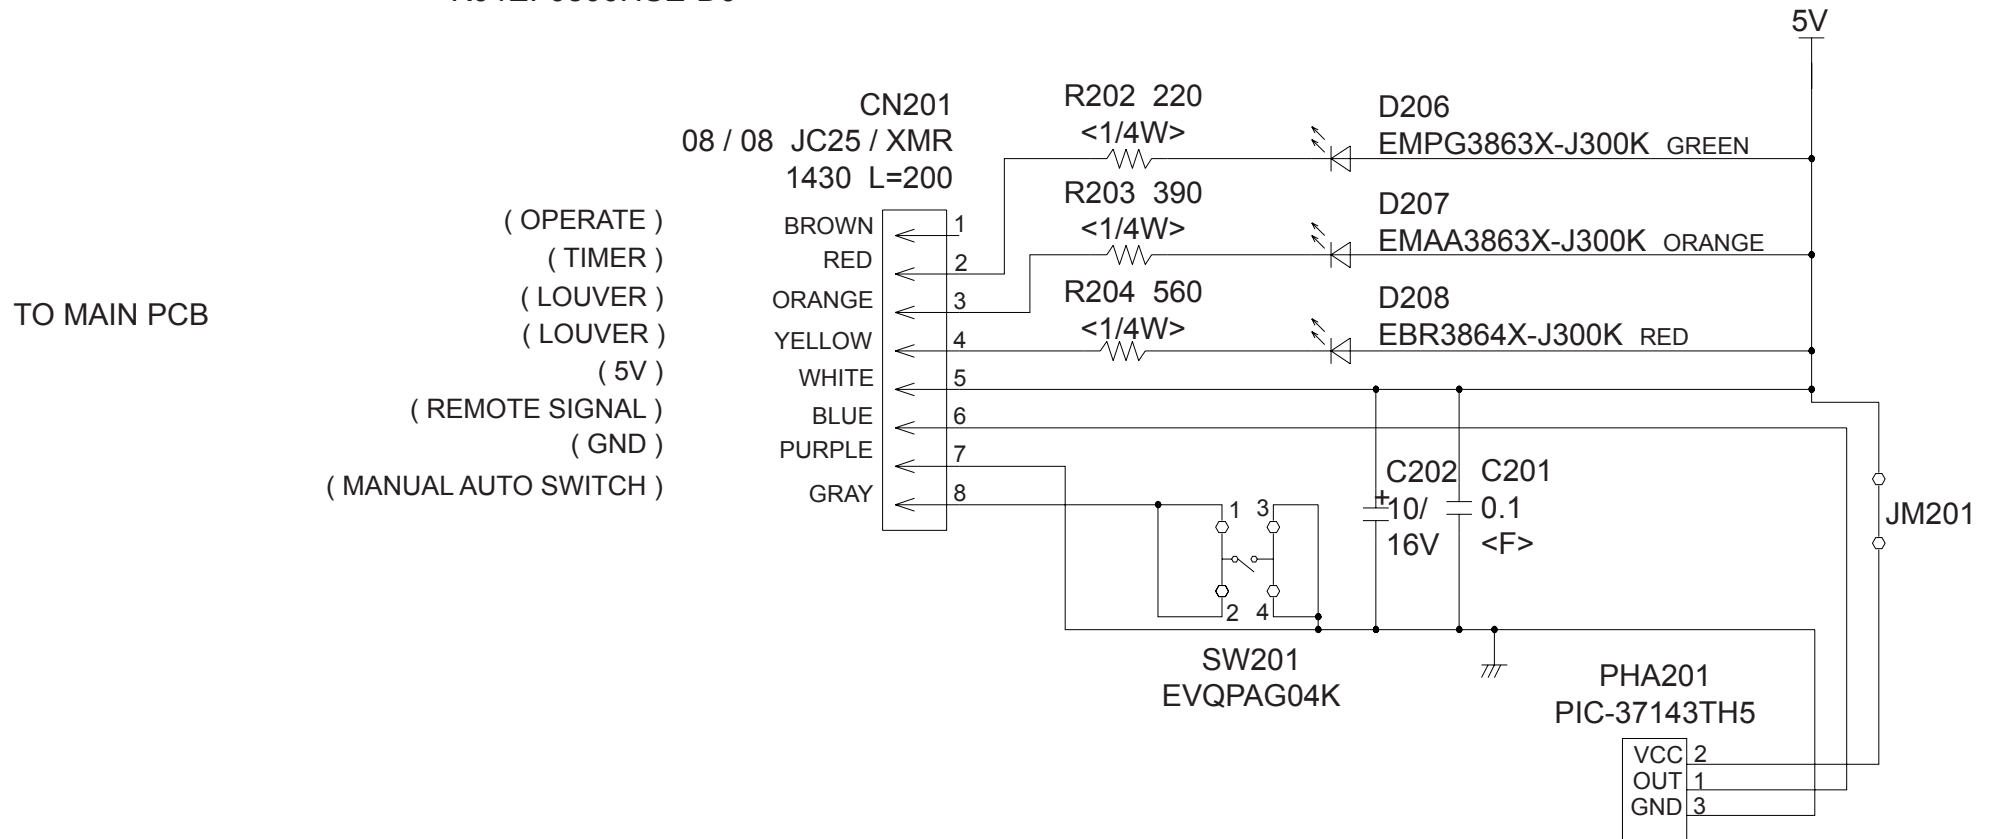 5V
CN201
08 / 08 JC25 / XMR
1430 L=200
R202 220
<1/4W>
D206
EMPG3863X-J300K GREEN
R203 390
<1/4W>
D207
EMAA3863X-J300K ORANGE
R204 560
<1/4W>
D208
EBR3864X-J300K RED
TO MAIN PCB
( OPERATE ) BROWN 1
( TIMER ) RED 2
( LOUVER ) ORANGE 3
( LOUVER ) YELLOW 4
( 5V ) WHITE 5
( REMOTE SIGNAL ) BLUE 6
( GND ) PURPLE 7
( MANUAL AUTO SWITCH ) GRAY 8
1 3
2 4
SW201
EVQPAG04K
C202
+
10/
16V
C201
0.1
<F>
JM201
PHA201
PIC-37143TH5
VCC 2
OUT 1
GND 3